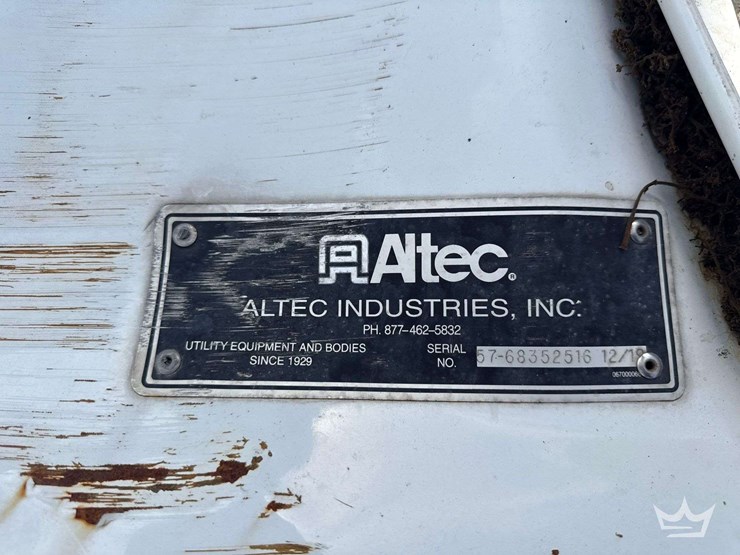 Altec®
ALTEC INDUSTRIES, INC.
PH. 877-462-5832
UTILITY EQUIPMENT AND BODIES
SINCE 1929
SERIAL
NO.
57-68352516 12/18